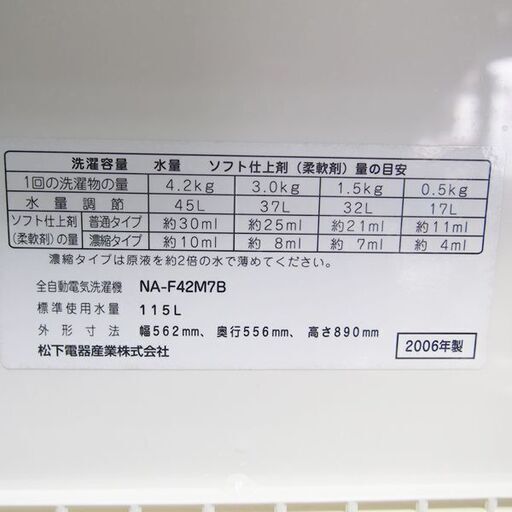 洗濯容量 水量 ソフト仕上剤(柔軟剤)量の目安
1回の洗濯物の量 4.2kg 3.0kg 1.5kg 0.5kg
水量調節 45L 37L 32L 17L
ソフト仕上剤 普通タイプ 約30ml 約25ml 約21ml 約11ml
(柔軟剤)の量 濃縮タイプ 約10ml 約 8ml 約 7ml 約 4ml
濃縮タイプは原液を約2倍の水で薄めてください。
全自動電気洗濯機 NA-F42M7B
標準使用水量 115L
外形寸法 幅562mm、奥行556mm、高さ890mm
松下電器産業株式会社 2006年製